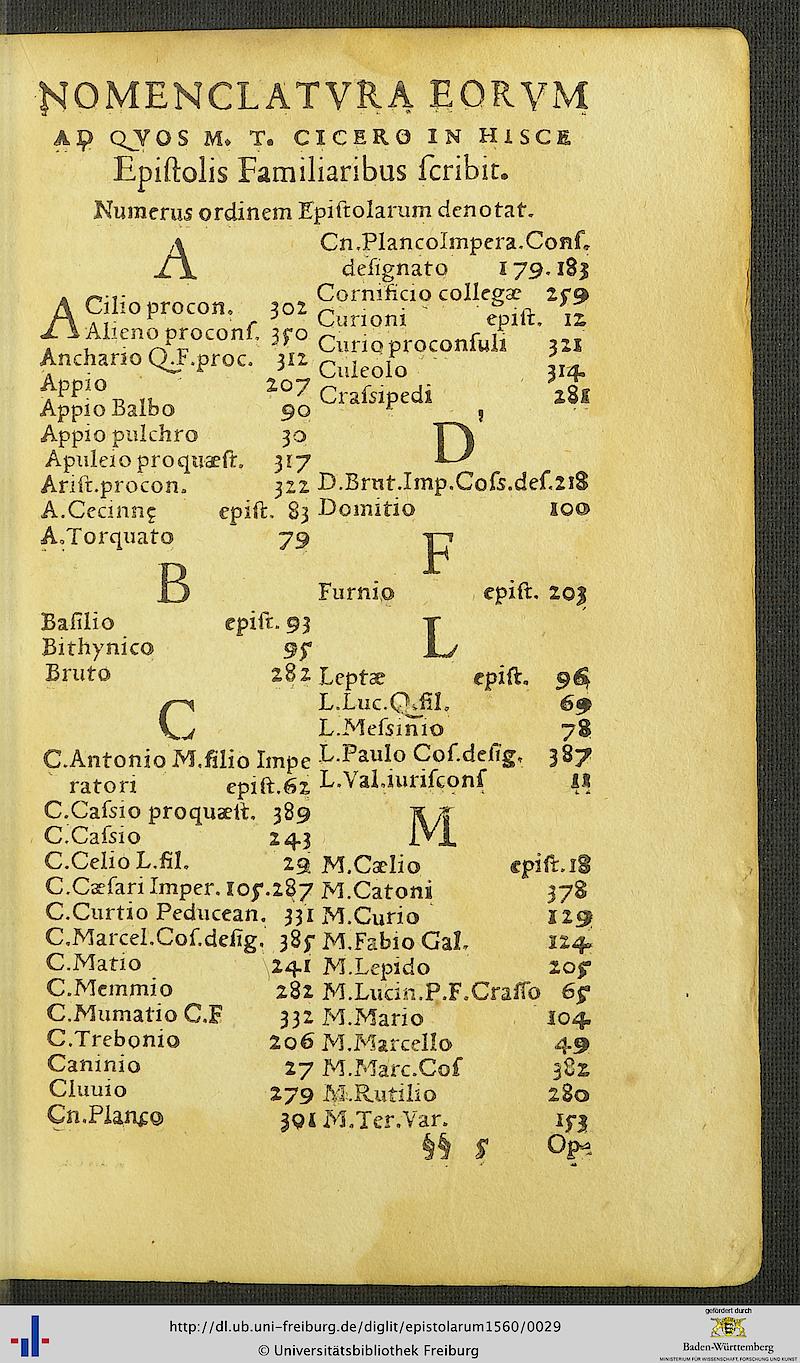 NOMENCLATVRA EORVM
AD QVOS M. T. CICERO IN HISCE
Epiſtolis Familiaribus ſcribit.
Numerus ordinem Epiſtolarum denotat.
A
ACilio procon. 302
Alieno proconſ. 350
Anchario Q.F.proc. 312
Appio 207
Appio Balbo 90
Appio pulchro 30
Apuleio proquæſt. 317
Ariſt.procon. 322
A.Cecinnę epiſt. 83
A.Torquato 79
B
Baſilio epiſt. 93
Bithynico 95
Bruto 282
C
C.Antonio M.filio Impe
ratori epiſt.62
C.Caſsio proquæſt. 389
C.Caſsio 243
C.Celio L.fil. 29
C.Cæſari Imper. 105.287
C.Curtio Peducean. 331
C.Marcel.Coſ.deſig. 385
C.Matio 241
C.Memmio 282
C.Mumatio C.F 332
C.Trebonio 206
Caninio 27
Cluuio 279
Cn.Planco 301
Cn.PlancoImpera.Conſ.
deſignato 179.183
Cornificio collegæ 259
Curioni epiſt. 12
Curio proconſuli 321
Culeolo 314
Craſsipedi 281
D
D.Brut.Imp.Coſs.deſ.218
Domitio 100
F
Furnio epiſt. 203
L
Leptæ epiſt. 96
L.Luc.Q.fil. 69
L.Meſsinio 78
L.Paulo Coſ.deſig. 387
L.Val.iuriſconſ 11
M
M.Cælio epiſt.18
M.Catoni 378
M.Curio 129
M.Fabio Gal. 124
M.Lepido 205
M.Lucin.P.F.Craſſo 65
M.Mario 104
M.Marcello 49
M.Marc.Coſ 382
M.Rutilio 280
M.Ter.Var. 153
§§ 5 Op-
http://dl.ub.uni-freiburg.de/diglit/epistolarum1560/0029
© Universitätsbibliothek Freiburg
gefördert durch
Baden-Württemberg
MINISTERIUM FÜR WISSENSCHAFT, FORSCHUNG UND KUNST